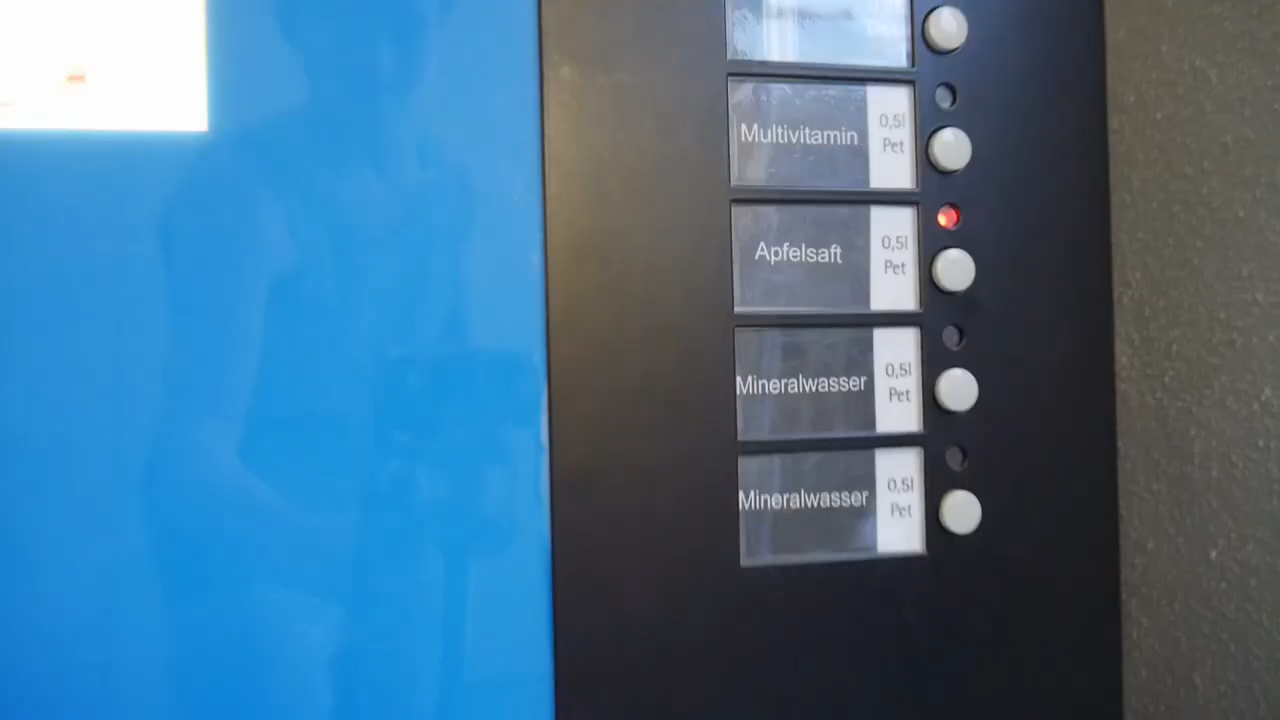 Multivitamin
0,5l
Pet
Apfelsaft
0,5l
Pet
Mineralwasser
0,5l
Pet
Mineralwasser
0,5l
Pet